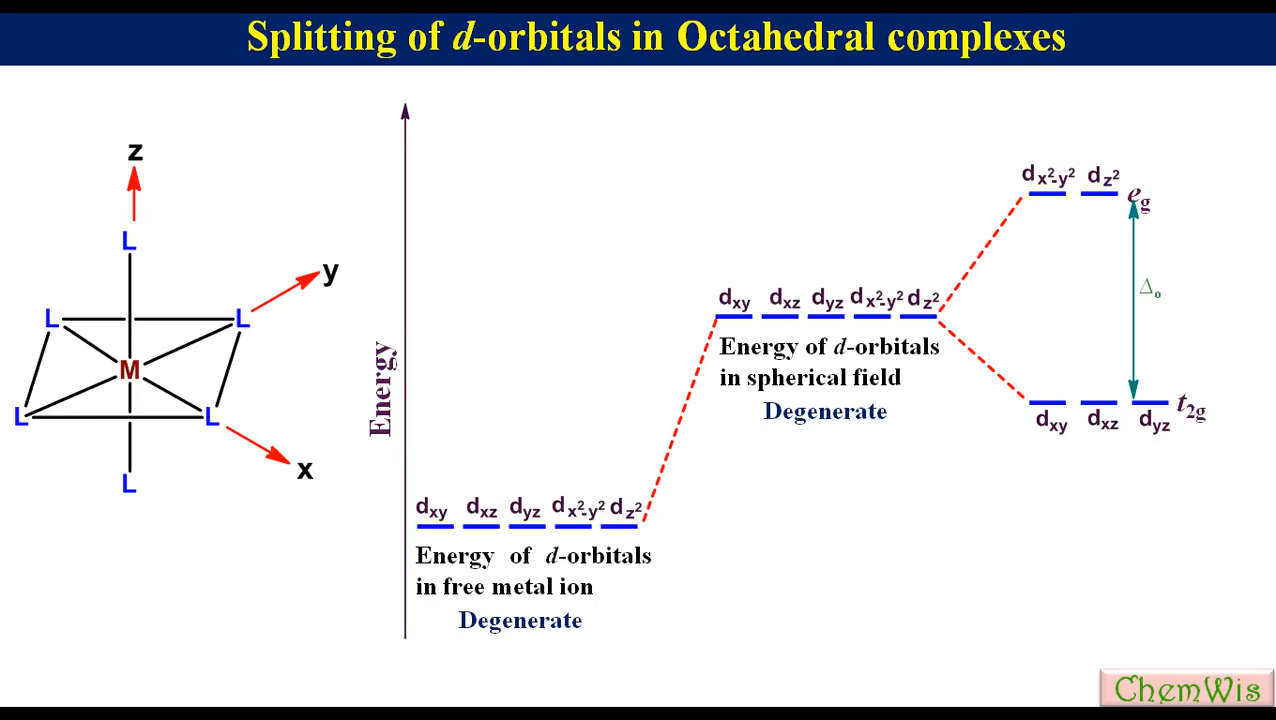 Splitting of d-orbitals in Octahedral complexes
z
L
y
L L
M
L L
x
L
Energy
dx²-y² dz²
eg
Δo
dxy dxz dyz dx²-y² dz²
Energy of d-orbitals
in spherical field
Degenerate
t2g
dxy dxz dyz
dxy dxz dyz dx²-y² dz²
Energy of d-orbitals
in free metal ion
Degenerate
ChemWis